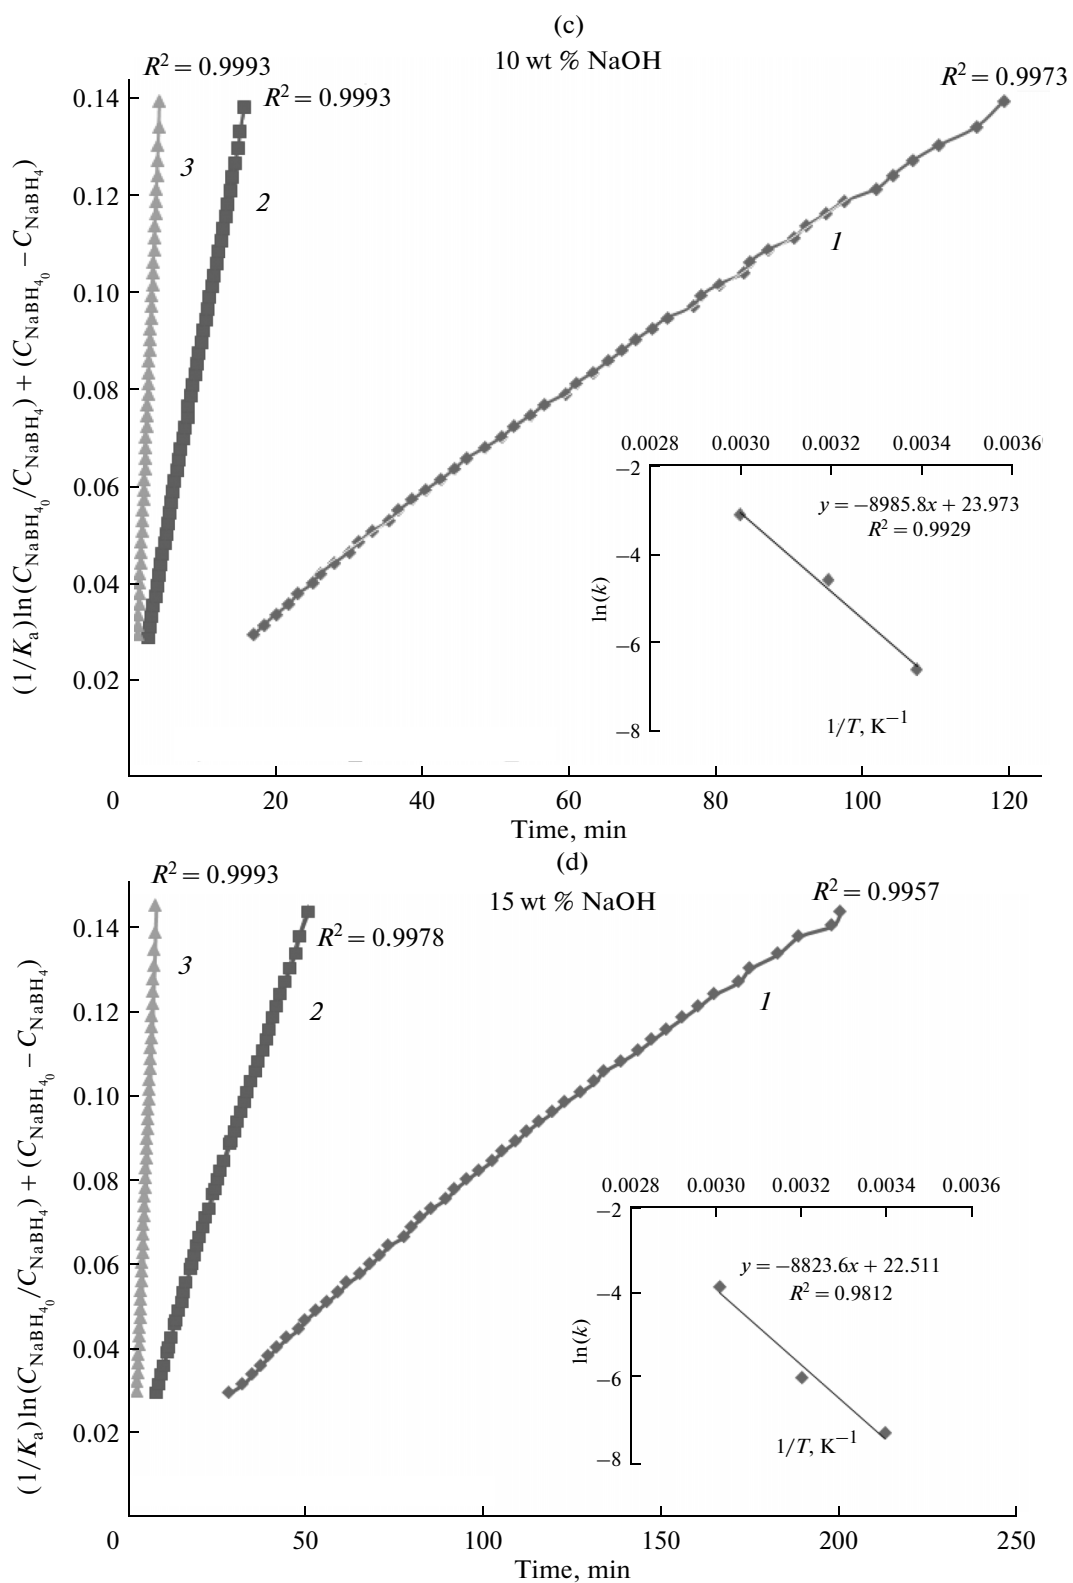 (c)
10 wt % NaOH
R² = 0.9993
R² = 0.9993
R² = 0.9973
3
2
1
(1/Kₐ)ln(C_NaBH₄₀/C_NaBH₄) + (C_NaBH₄₀ − C_NaBH₄)
0.14
0.12
0.10
0.08
0.06
0.04
0.02
0 20 40 60 80 100 120
Time, min
0.0028 0.0030 0.0032 0.0034 0.0036
−2
−4
−6
−8
ln(k)
y = −8985.8x + 23.973
R² = 0.9929
1/T, K⁻¹
(d)
15 wt % NaOH
R² = 0.9993
R² = 0.9978
R² = 0.9957
3
2
1
(1/Kₐ)ln(C_NaBH₄₀/C_NaBH₄) + (C_NaBH₄₀ − C_NaBH₄)
0.14
0.12
0.10
0.08
0.06
0.04
0.02
0 50 100 150 200 250
Time, min
0.0028 0.0030 0.0032 0.0034 0.0036
−2
−4
−6
−8
ln(k)
y = −8823.6x + 22.511
R² = 0.9812
1/T, K⁻¹